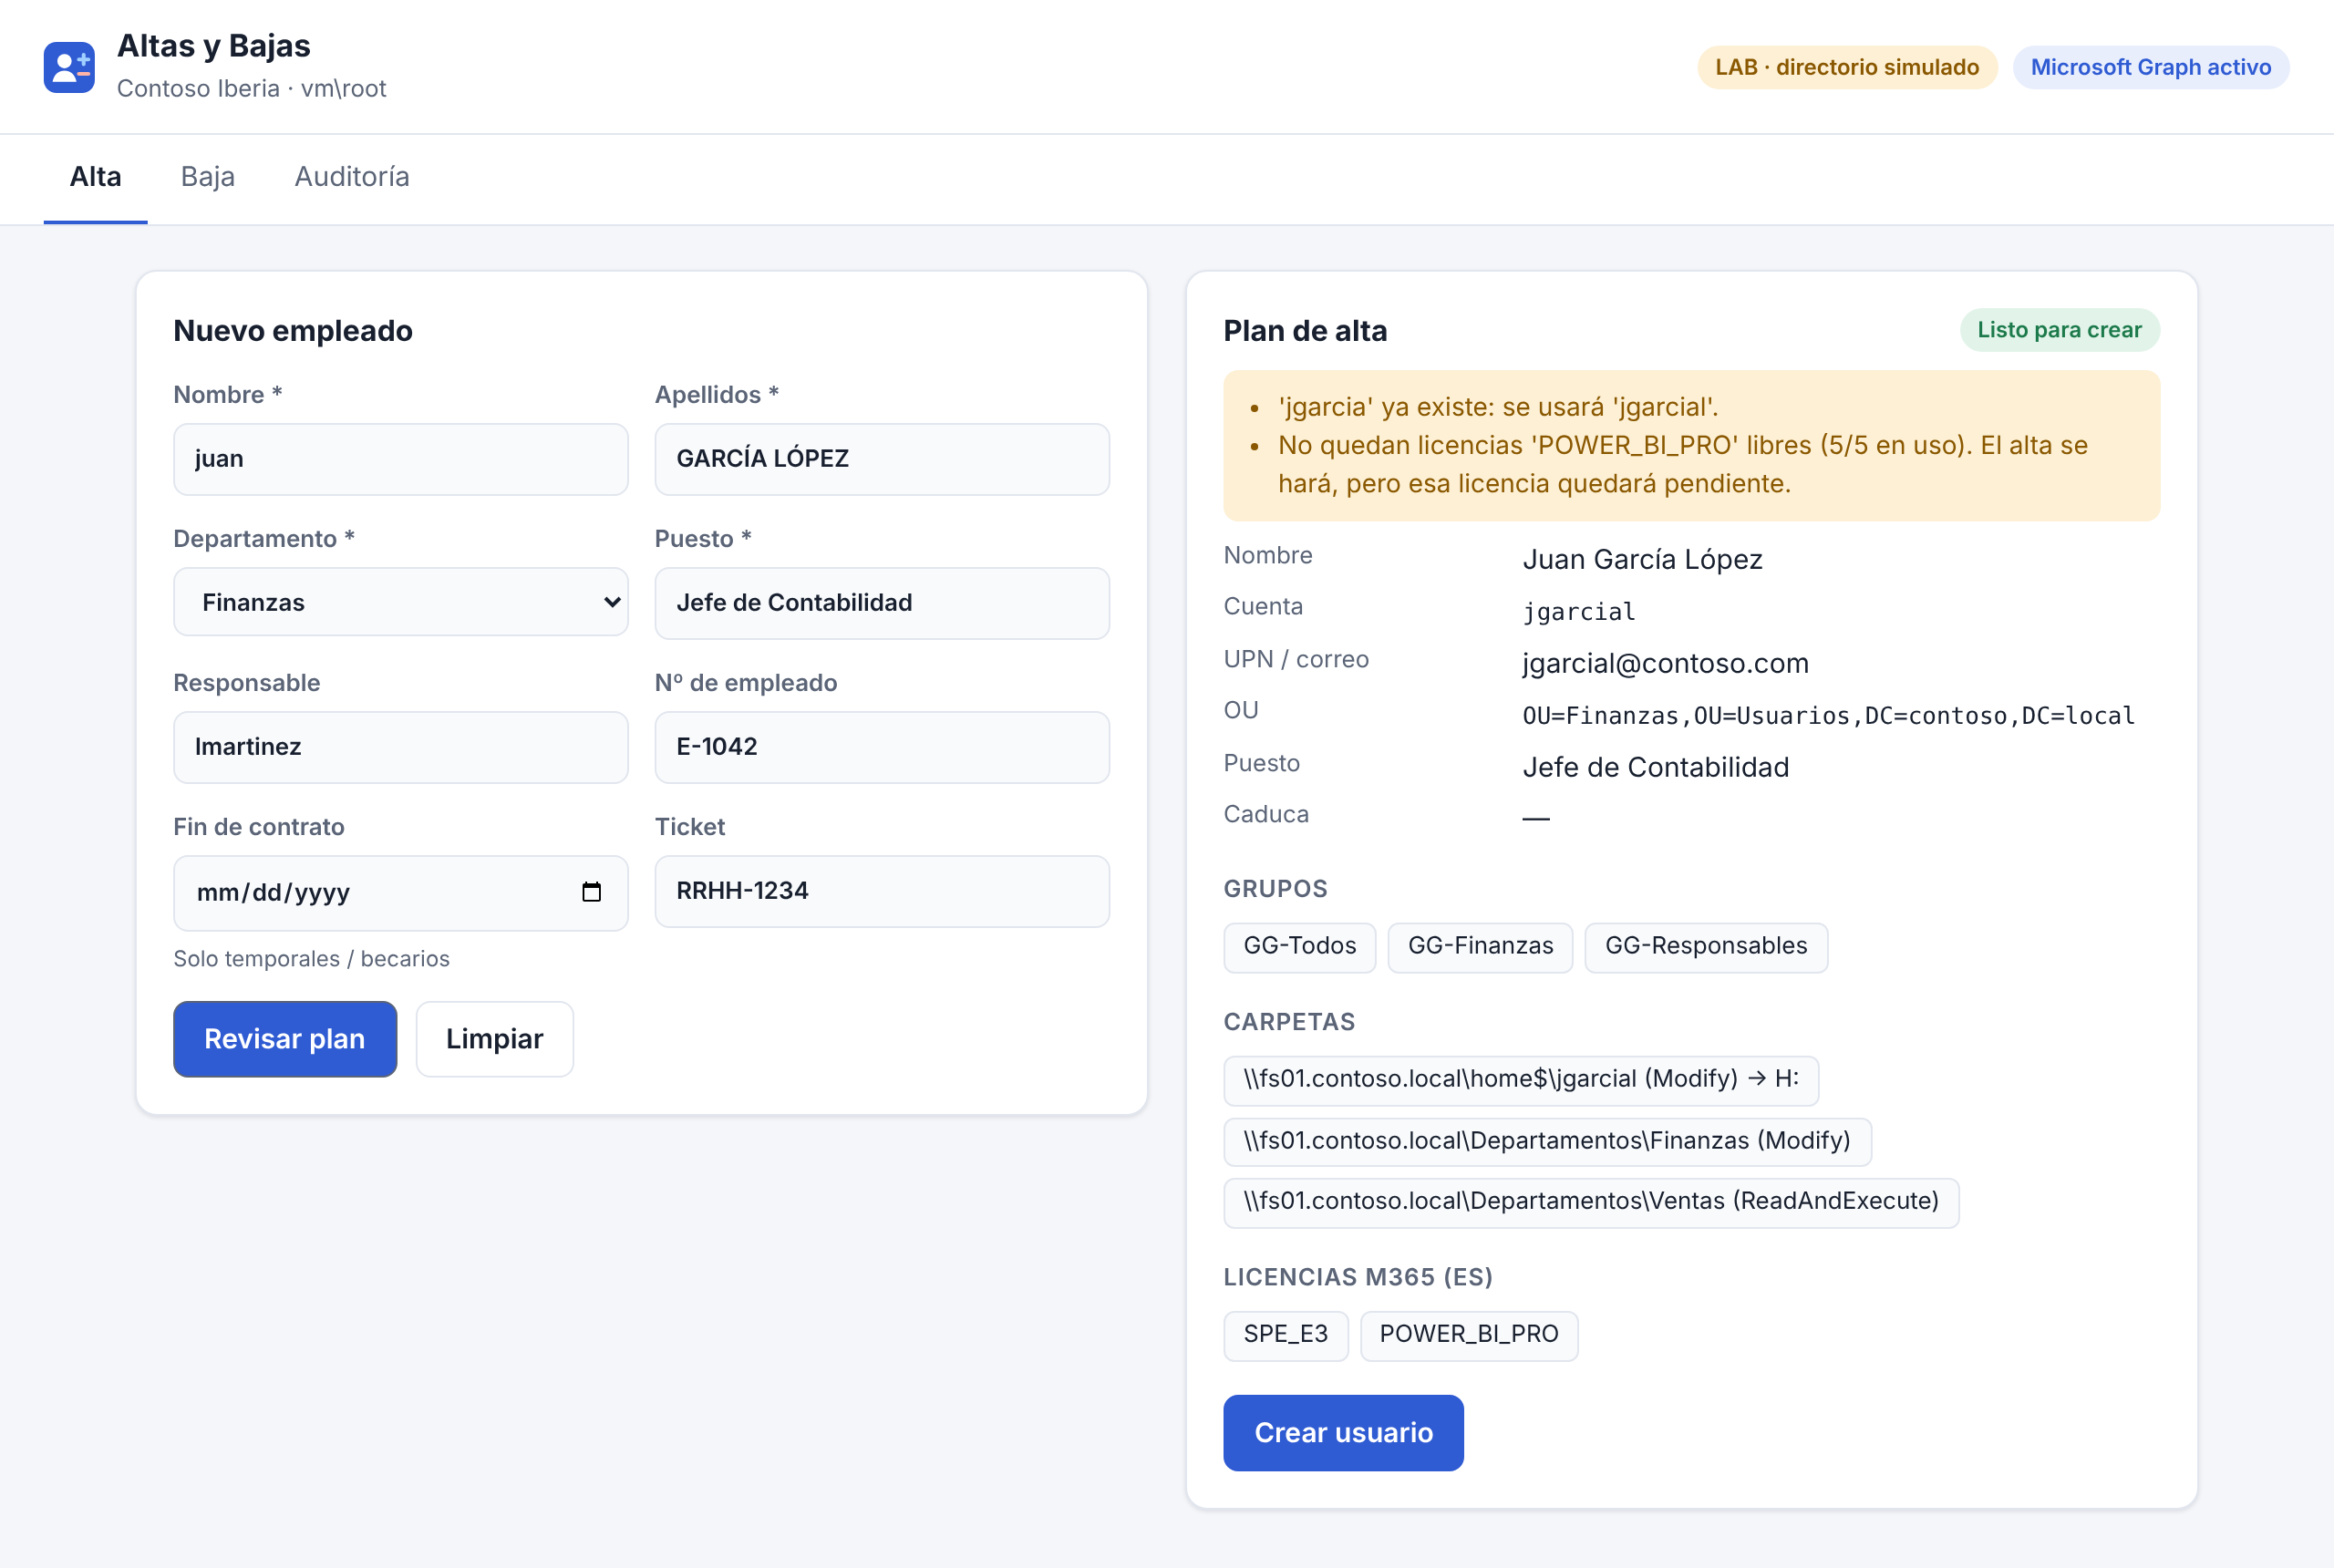 Altas y Bajas
Contoso Iberia · vm\root
LAB · directorio simulado
Microsoft Graph activo
Alta
Baja
Auditoría
Nuevo empleado
Nombre *
Apellidos *
juan
GARCÍA LÓPEZ
Departamento *
Puesto *
Finanzas
Jefe de Contabilidad
Responsable
Nº de empleado
lmartinez
E-1042
Fin de contrato
Ticket
mm/dd/yyyy
RRHH-1234
Solo temporales / becarios
Revisar plan
Limpiar
Plan de alta
Listo para crear
• 'jgarcia' ya existe: se usará 'jgarcial'.
• No quedan licencias 'POWER_BI_PRO' libres (5/5 en uso). El alta se
hará, pero esa licencia quedará pendiente.
Nombre
Juan García López
Cuenta
jgarcial
UPN / correo
jgarcial@contoso.com
OU
OU=Finanzas,OU=Usuarios,DC=contoso,DC=local
Puesto
Jefe de Contabilidad
Caduca
—
GRUPOS
GG-Todos
GG-Finanzas
GG-Responsables
CARPETAS
\\fs01.contoso.local\home$\jgarcial (Modify) → H:
\\fs01.contoso.local\Departamentos\Finanzas (Modify)
\\fs01.contoso.local\Departamentos\Ventas (ReadAndExecute)
LICENCIAS M365 (ES)
SPE_E3
POWER_BI_PRO
Crear usuario